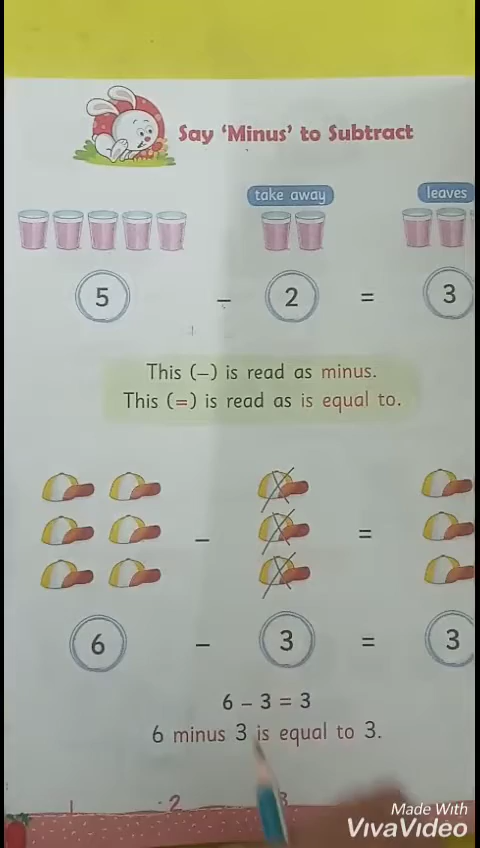 Say 'Minus' to Subtract
take away
leaves
5 – 2 = 3
This (–) is read as minus.
This (=) is read as is equal to.
– =
6 – 3 = 3
6 – 3 = 3
6 minus 3 is equal to 3.
2
Made With
VivaVideo